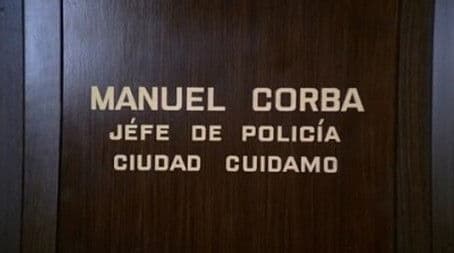 MANUEL CORBA
JÉFE DE POLICÍA
CIUDAD CUIDAMO